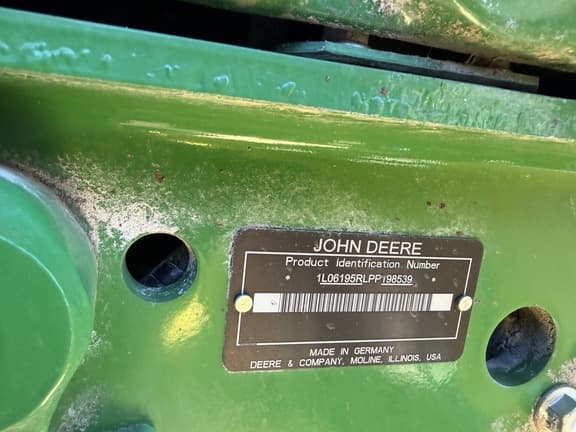 JOHN DEERE
Product Identification Number
* 1L06195RLPP198539 *
MADE IN GERMANY
DEERE & COMPANY, MOLINE, ILLINOIS, USA